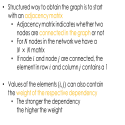 • Structured way to obtain the graph is to start
with an adjacency matrix
• Adjacency matrix indicates whether two
nodes are connected in the graph or not
• For N nodes in the network we have a
N × N matrix
• If nodes i and node j are connected, the
element in row i and column j contains a 1
• Values of the elements (i, j) can also contain
the weight of the respective dependency
• The stronger the dependency
the higher the weight